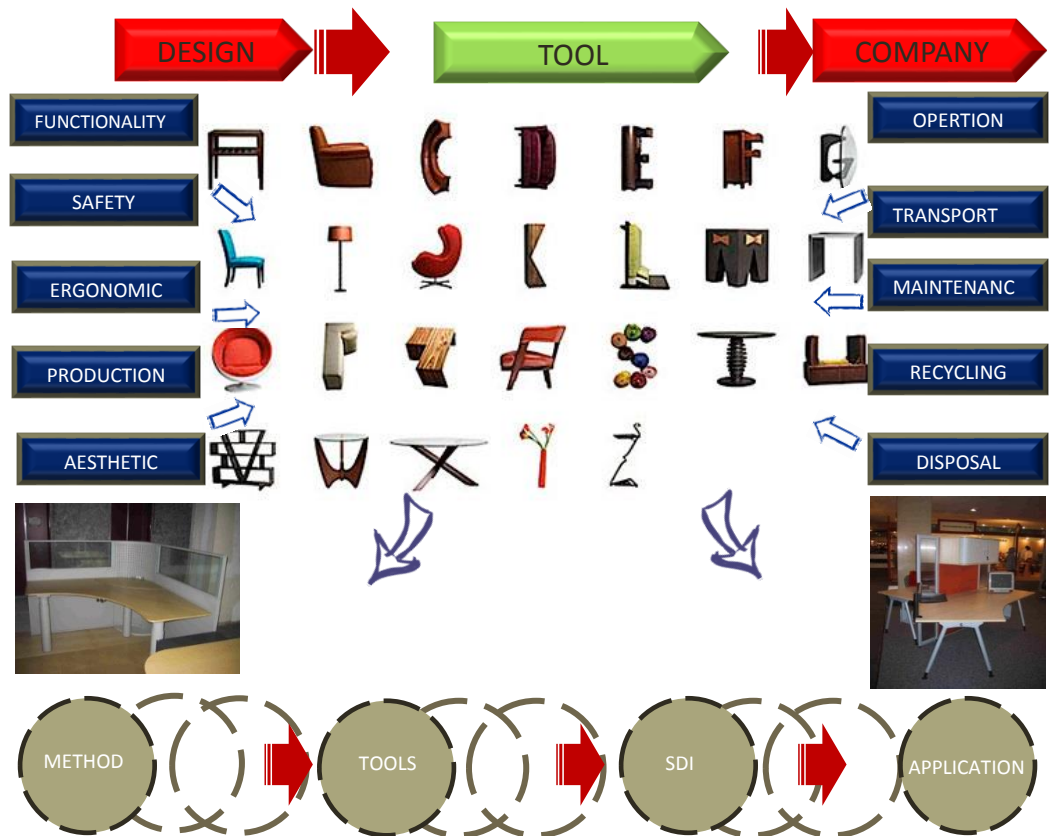 DESIGN
TOOL
COMPANY
FUNCTIONALITY
OPERTION
SAFETY
TRANSPORT
ERGONOMIC
MAINTENANC
PRODUCTION
RECYCLING
AESTHETIC
DISPOSAL
METHOD
TOOLS
SDI
APPLICATION